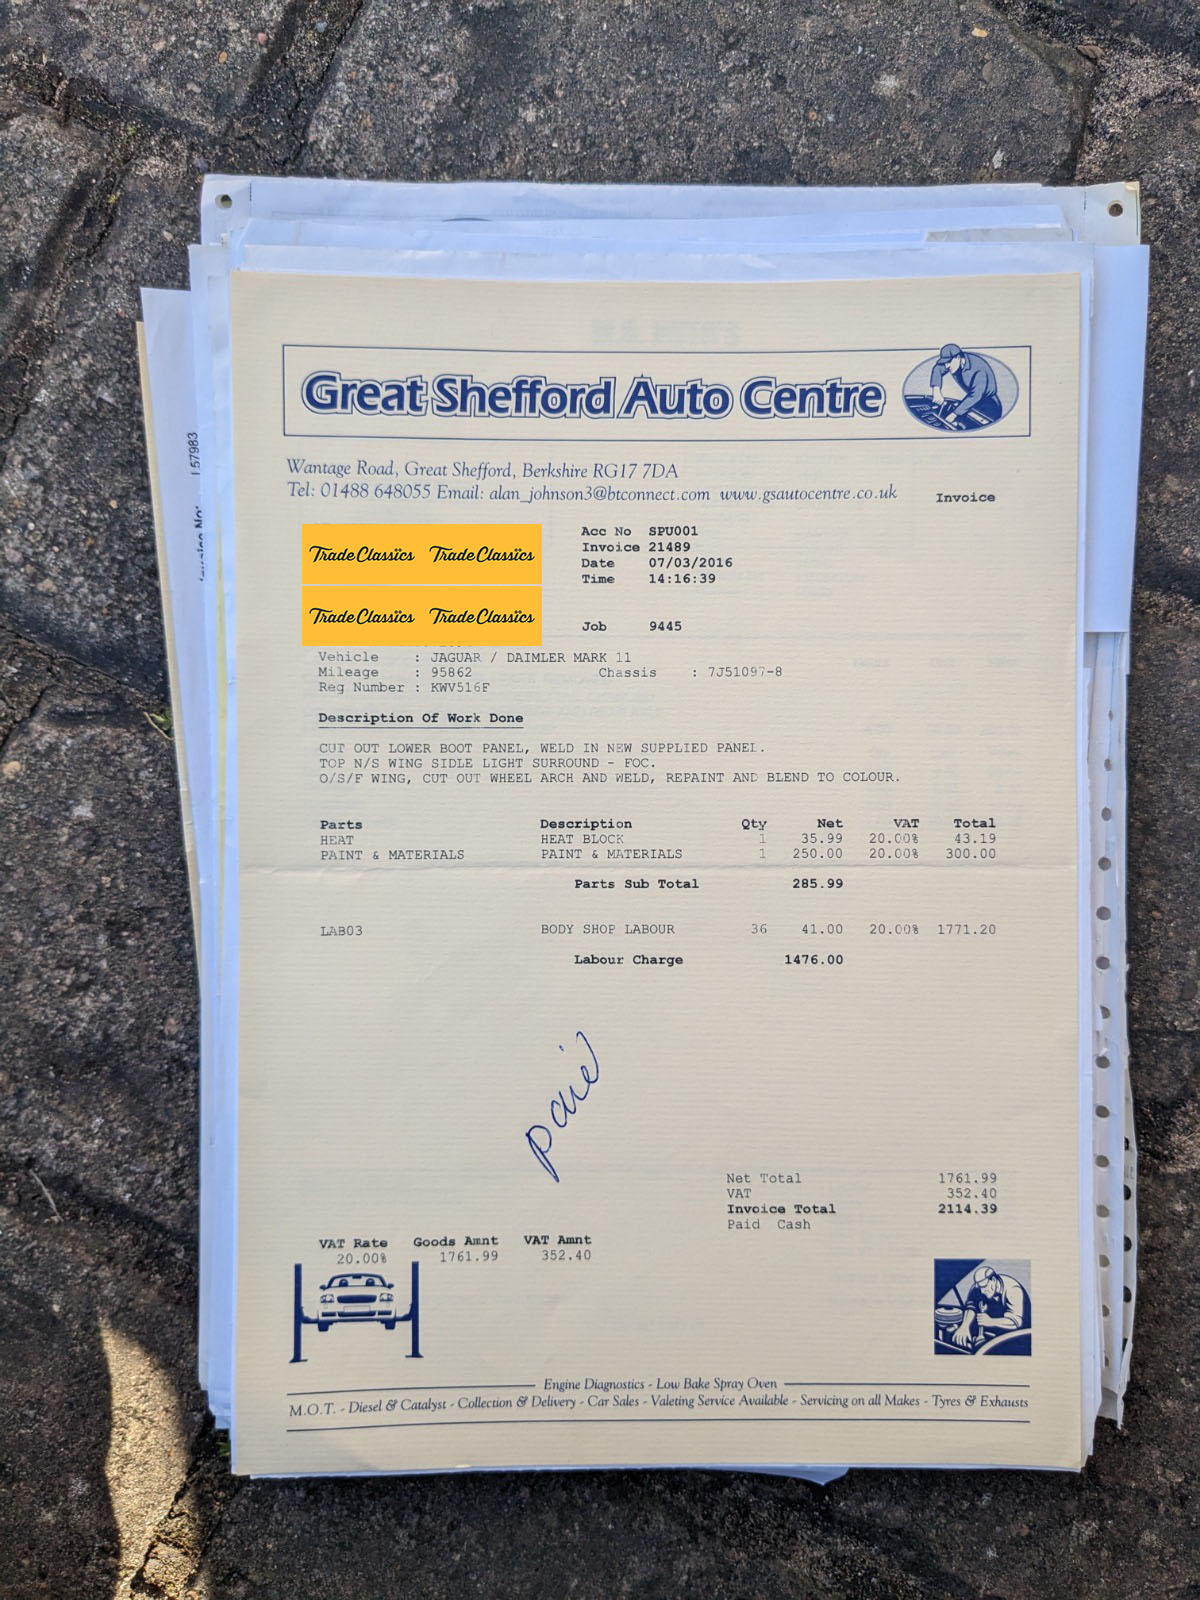 Great Shefford Auto Centre
Wantage Road, Great Shefford, Berkshire RG17 7DA
Tel: 01488 648055 Email: alan_johnson3@btconnect.com www.gsautocentre.co.uk
Invoice
Trade Classics Trade Classics
Trade Classics Trade Classics
Acc No SPU001
Invoice 21489
Date 07/03/2016
Time 14:16:39
Job 9445
Vehicle : JAGUAR / DAIMLER MARK 11
Mileage : 95862 Chassis : 7J51097-8
Reg Number : KWV516F
Description Of Work Done
CUT OUT LOWER BOOT PANEL, WELD IN NEW SUPPLIED PANEL.
TOP N/S WING SIDLE LIGHT SURROUND - FOC.
O/S/F WING, CUT OUT WHEEL ARCH AND WELD, REPAINT AND BLEND TO COLOUR.
Parts Description Qty Net VAT Total
HEAT HEAT BLOCK 1 35.99 20.00% 43.19
PAINT & MATERIALS PAINT & MATERIALS 1 250.00 20.00% 300.00
Parts Sub Total 285.99
LAB03 BODY SHOP LABOUR 36 41.00 20.00% 1771.20
Labour Charge 1476.00
paid
Net Total 1761.99
VAT 352.40
Invoice Total 2114.39
Paid Cash
VAT Rate Goods Amnt VAT Amnt
20.00% 1761.99 352.40
Engine Diagnostics - Low Bake Spray Oven
M.O.T. - Diesel & Catalyst - Collection & Delivery - Car Sales - Valeting Service Available - Servicing on all Makes - Tyres & Exhausts
157983